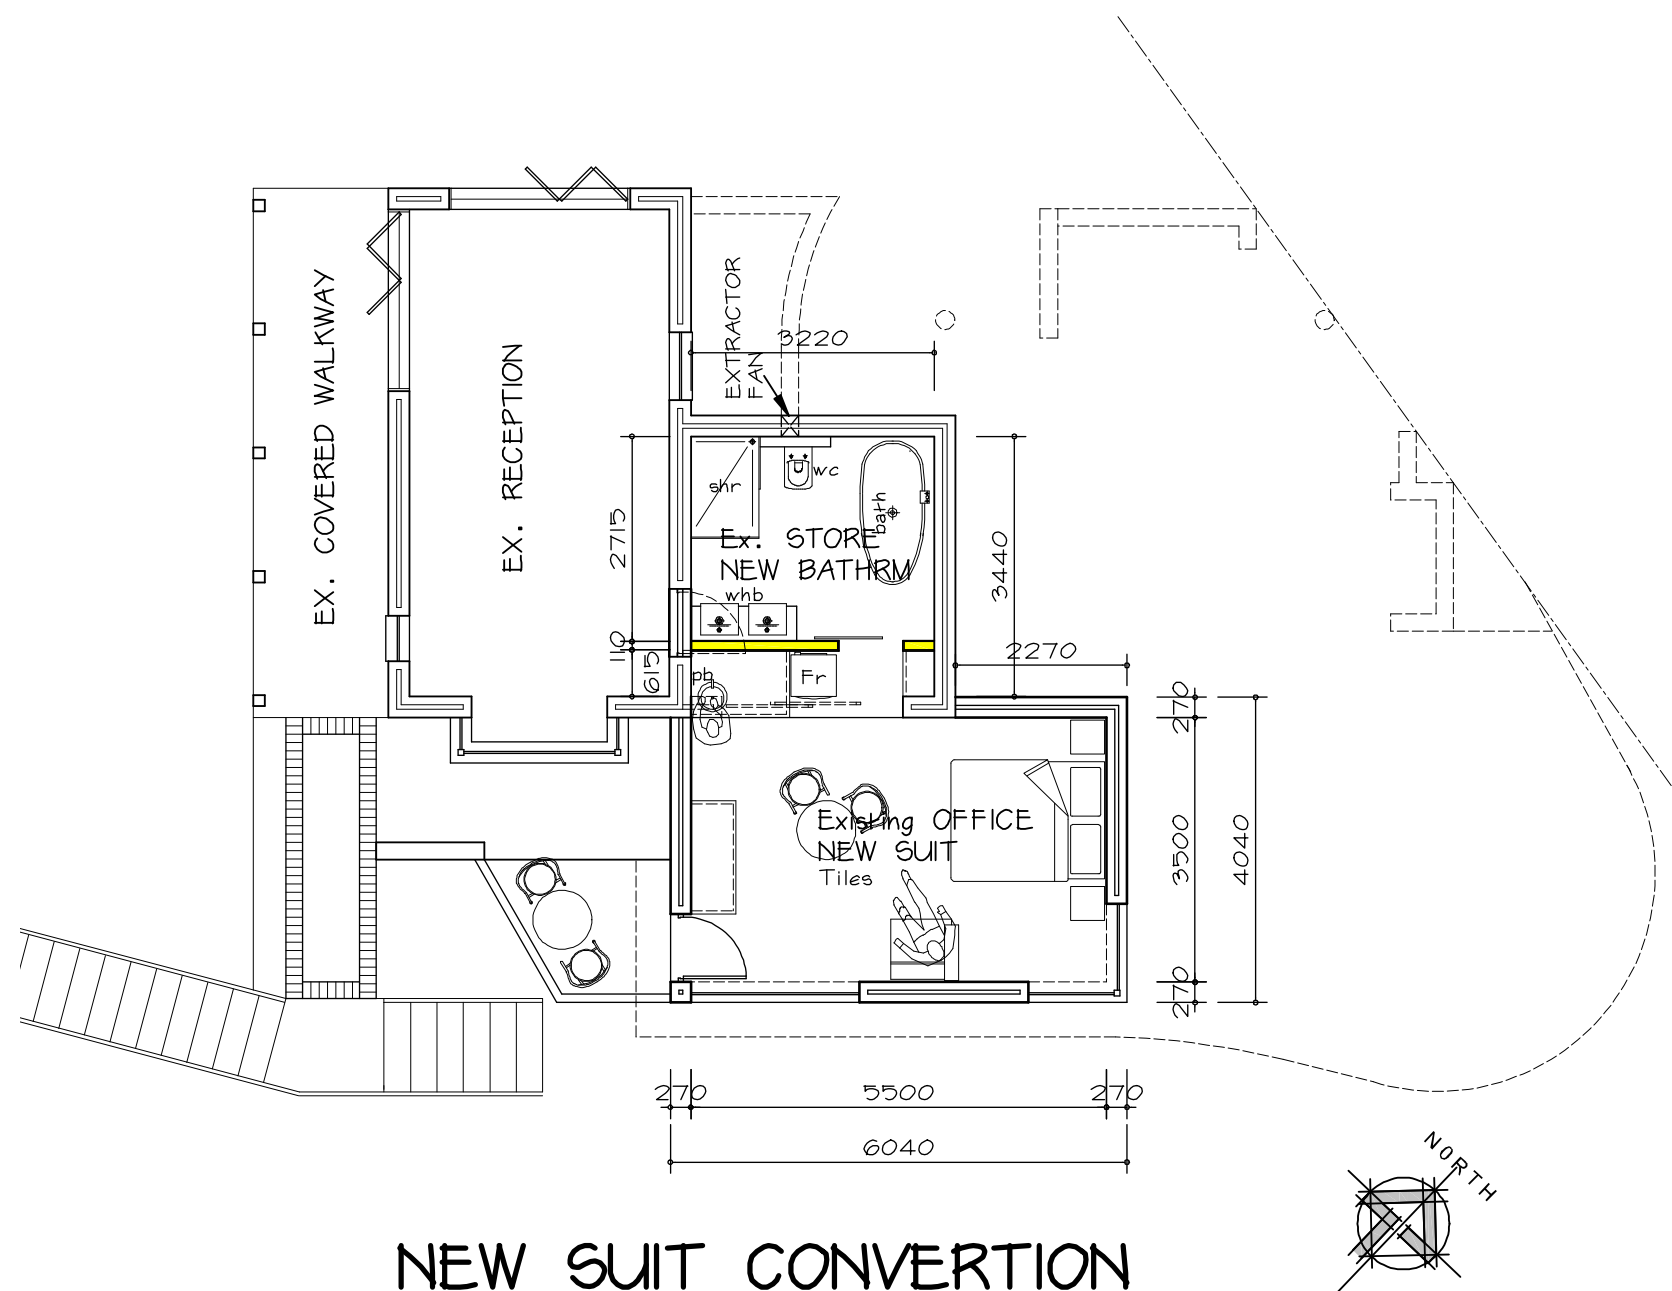 EX. COVERED WALKWAY
EX. RECEPTION
EXTRACTOR
FAN
3220
shr
wc
bath
Ex. STORE
NEW BATHRM
whb
2715
110
615
3440
2270
pb
Fr
270
3500
4040
270
Existing OFFICE
NEW SUIT
Tiles
270
5500
270
6040
NORTH
NEW SUIT CONVERTION